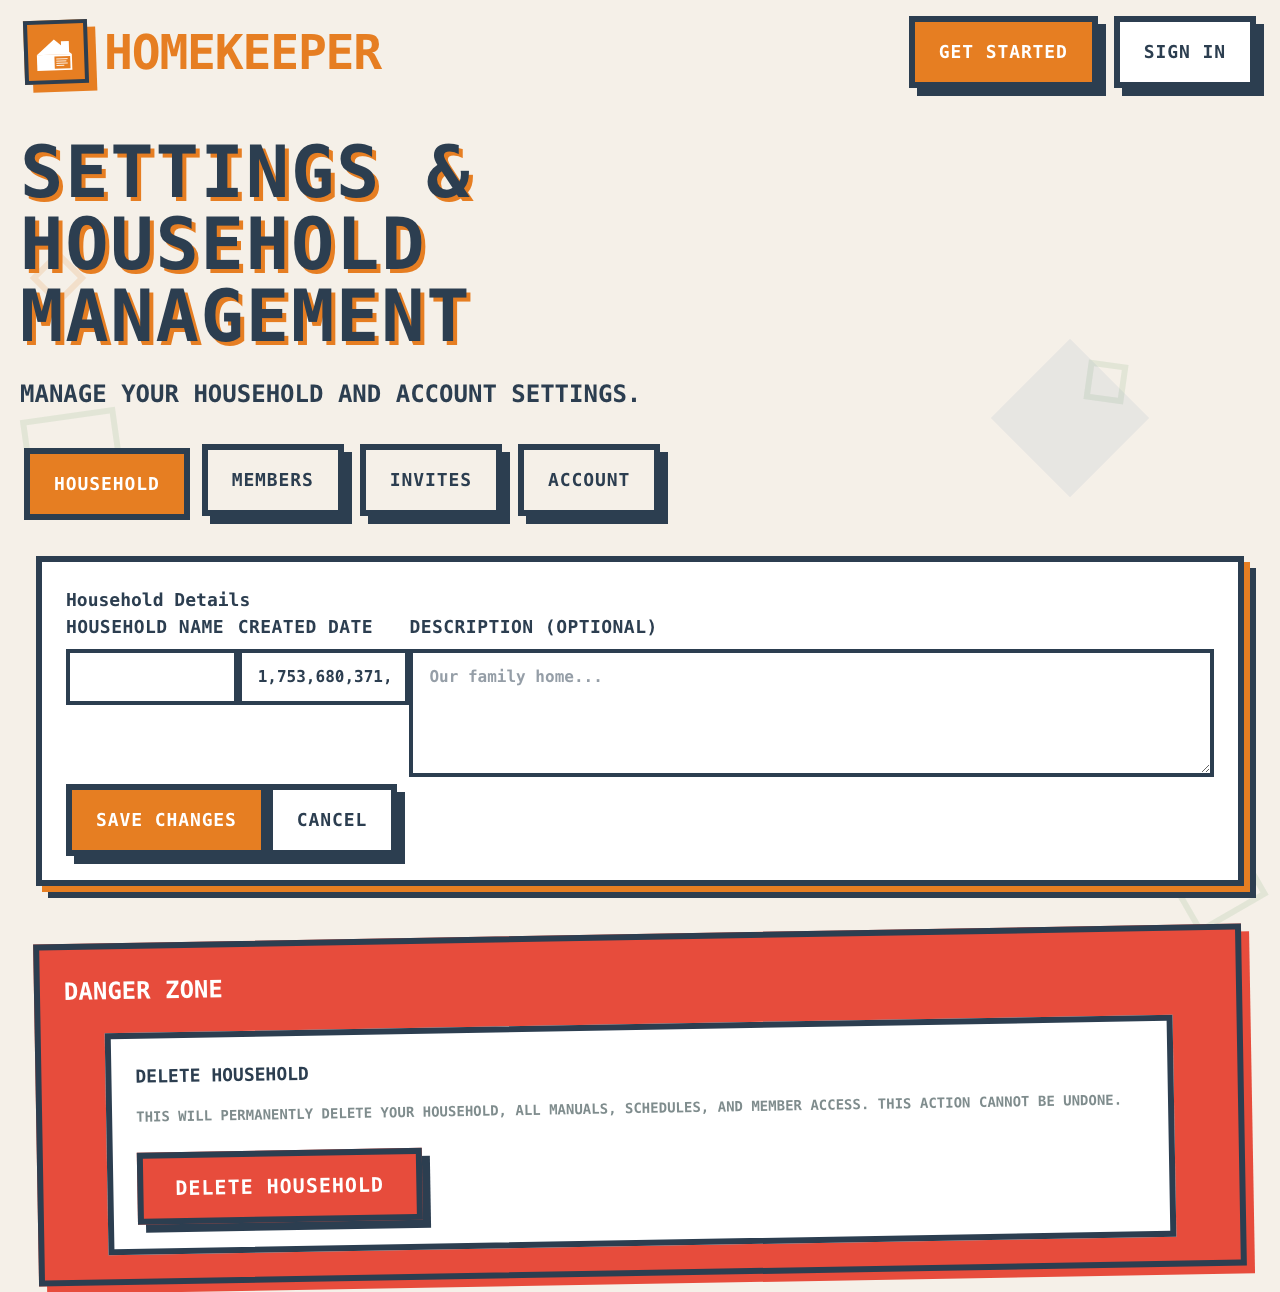 HOMEKEEPER
GET STARTED
SIGN IN
SETTINGS &
HOUSEHOLD
MANAGEMENT
MANAGE YOUR HOUSEHOLD AND ACCOUNT SETTINGS.
HOUSEHOLD
MEMBERS
INVITES
ACCOUNT
Household Details
HOUSEHOLD NAME
CREATED DATE
DESCRIPTION (OPTIONAL)
1,753,680,371,
Our family home...
SAVE CHANGES
CANCEL
DANGER ZONE
DELETE HOUSEHOLD
THIS WILL PERMANENTLY DELETE YOUR HOUSEHOLD, ALL MANUALS, SCHEDULES, AND MEMBER ACCESS. THIS ACTION CANNOT BE UNDONE.
DELETE HOUSEHOLD